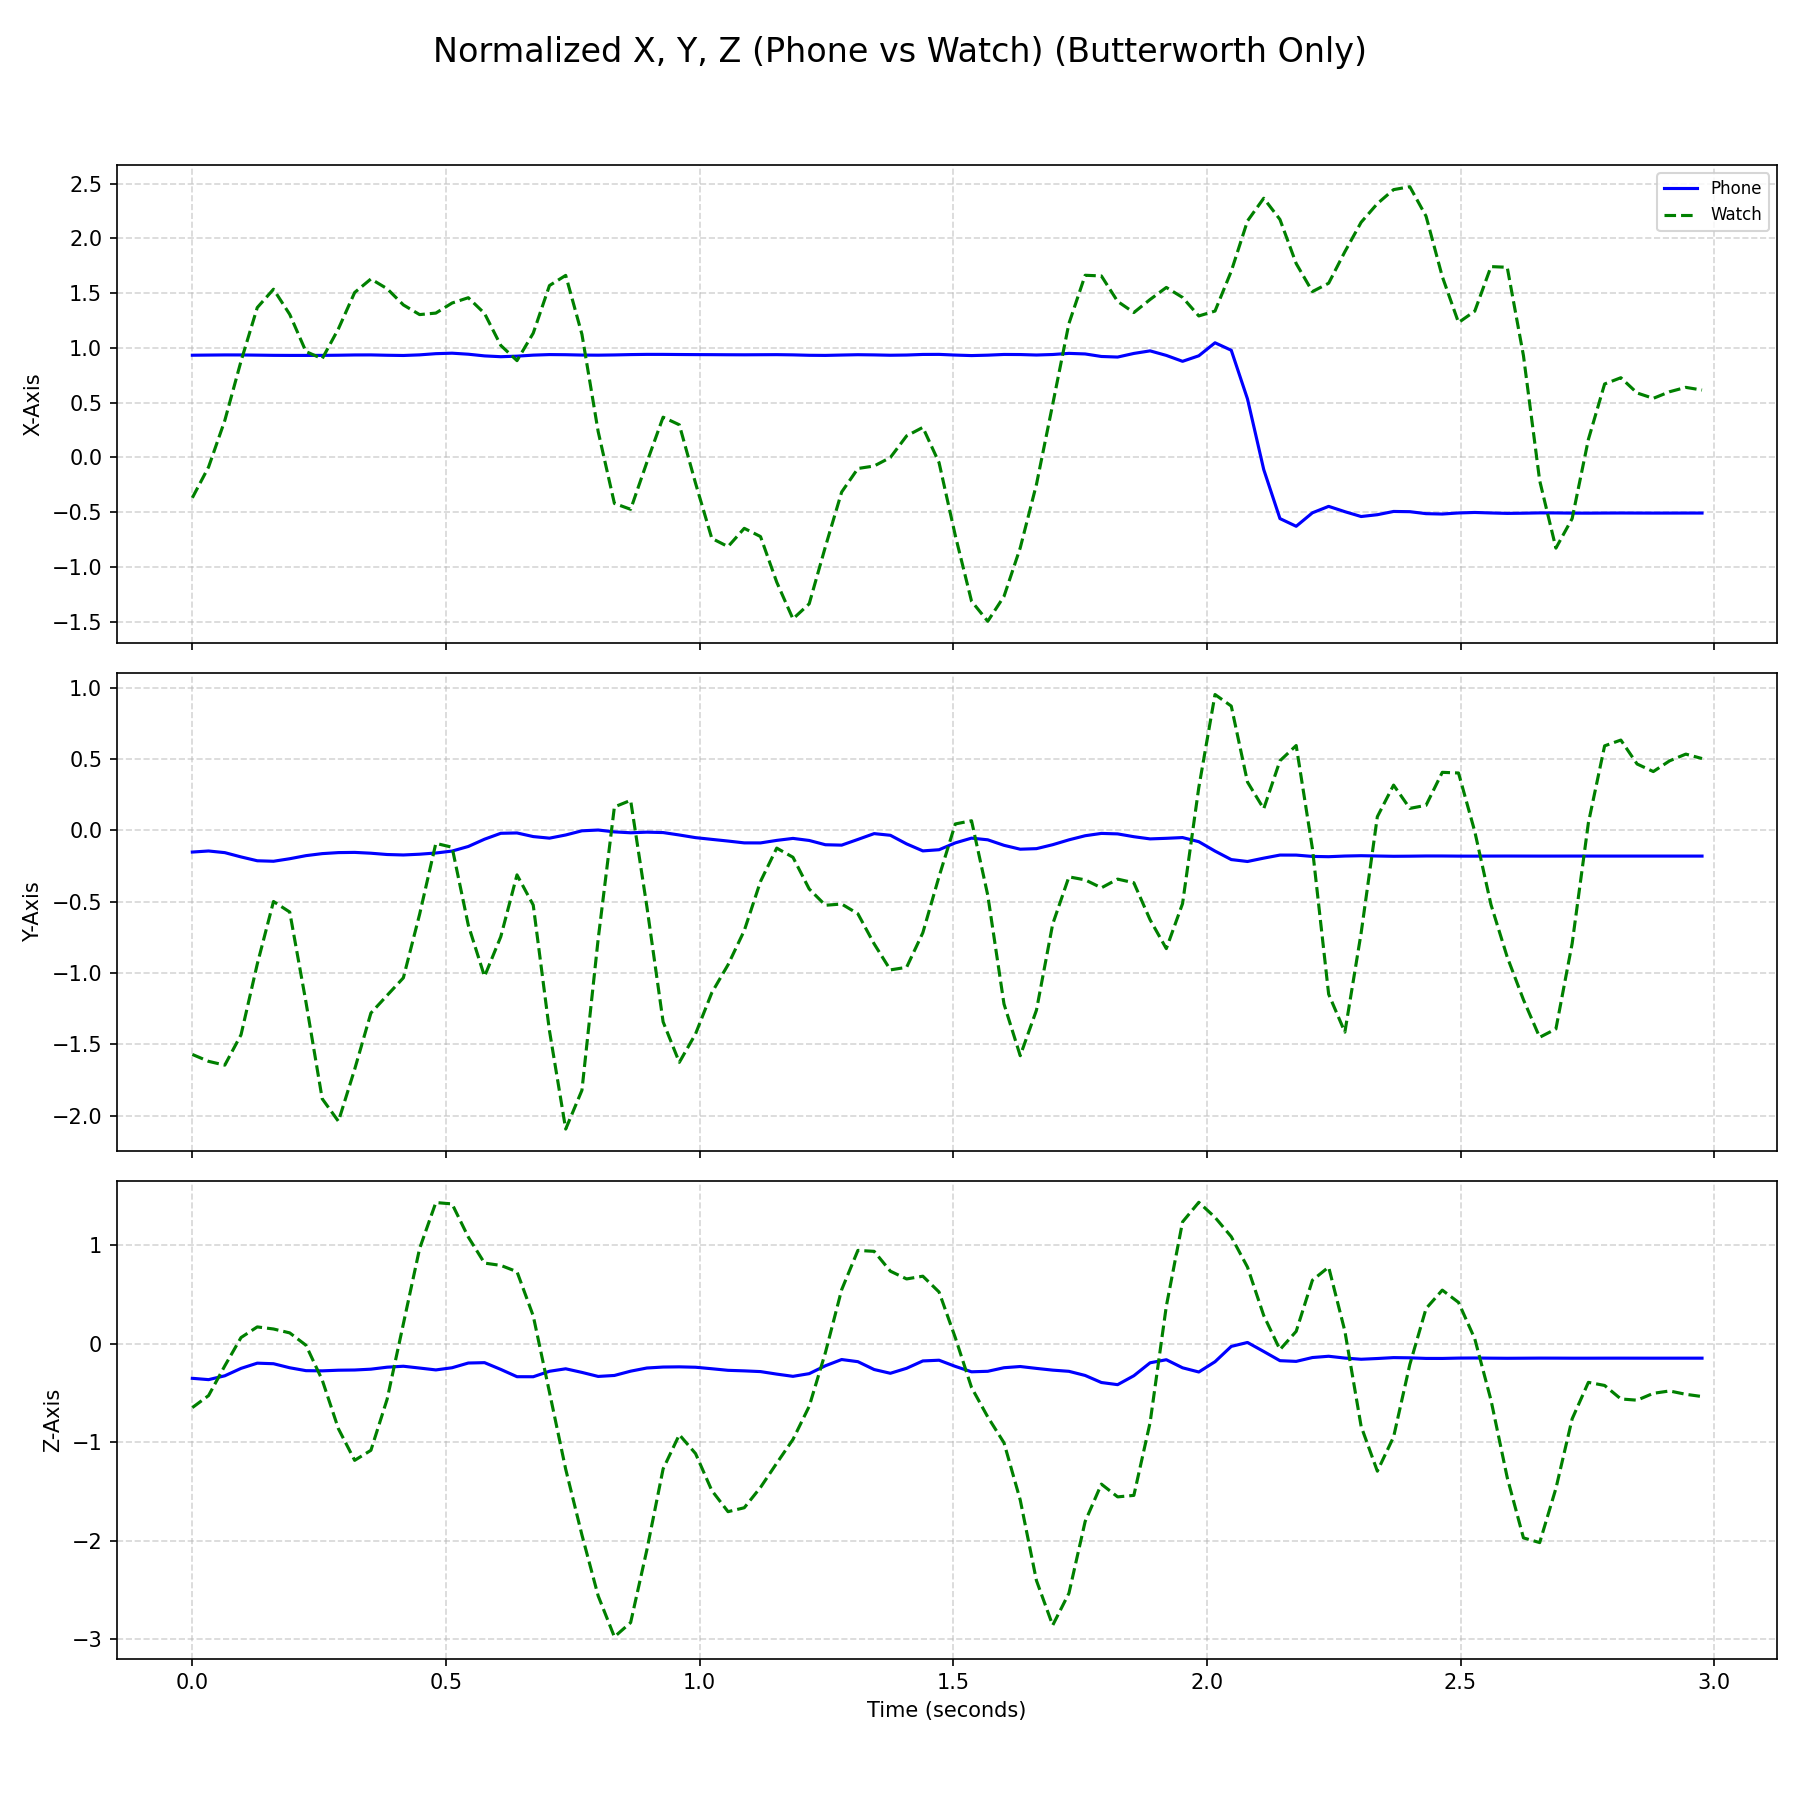 Normalized X, Y, Z (Phone vs Watch) (Butterworth Only)
Phone
Watch
2.5
2.0
1.5
1.0
0.5
0.0
−0.5
−1.0
−1.5
X-Axis
1.0
0.5
0.0
−0.5
−1.0
−1.5
−2.0
Y-Axis
1
0
−1
−2
−3
Z-Axis
0.0 0.5 1.0 1.5 2.0 2.5 3.0
Time (seconds)